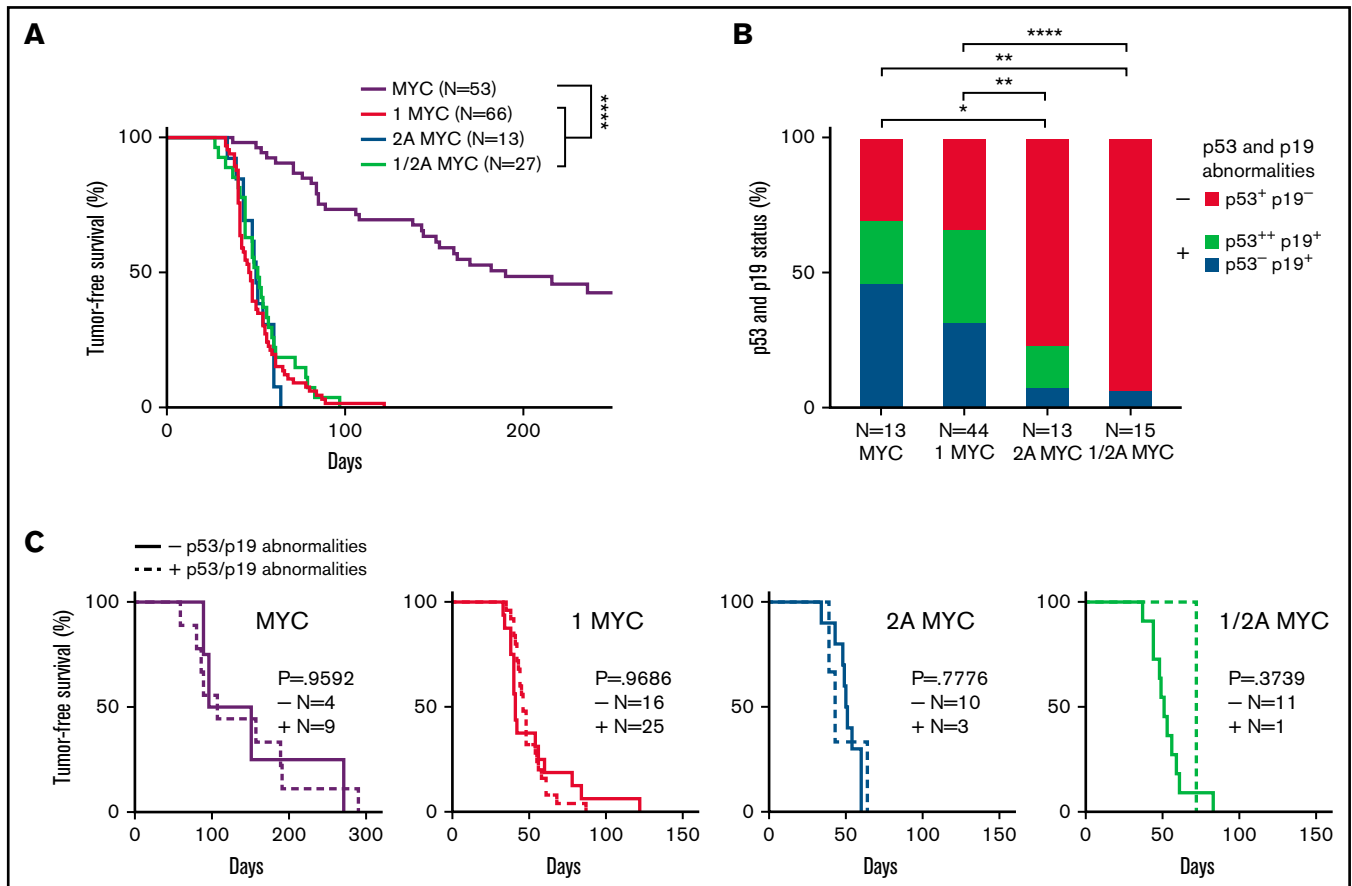 A
MYC (N=53)
1 MYC (N=66)
2A MYC (N=13)
1/2A MYC (N=27)
****
Tumor-free survival (%)
100
50
0
0 100 200
Days
B
****
**
**
*
p53 and p19 status (%)
100
50
0
N=13 N=44 N=13 N=15
MYC 1 MYC 2A MYC 1/2A MYC
p53 and p19
abnormalities
– p53⁺ p19⁻
p53⁺⁺ p19⁺
+
p53⁻ p19⁺
C
– p53/p19 abnormalities
+ p53/p19 abnormalities
Tumor-free survival (%)
100
50
0
MYC
P=.9592
– N=4
+ N=9
0 100 200 300
Days
100
50
0
1 MYC
P=.9686
– N=16
+ N=25
0 50 100 150
Days
100
50
0
2A MYC
P=.7776
– N=10
+ N=3
0 50 100 150
Days
100
50
0
1/2A MYC
P=.3739
– N=11
+ N=1
0 50 100 150
Days